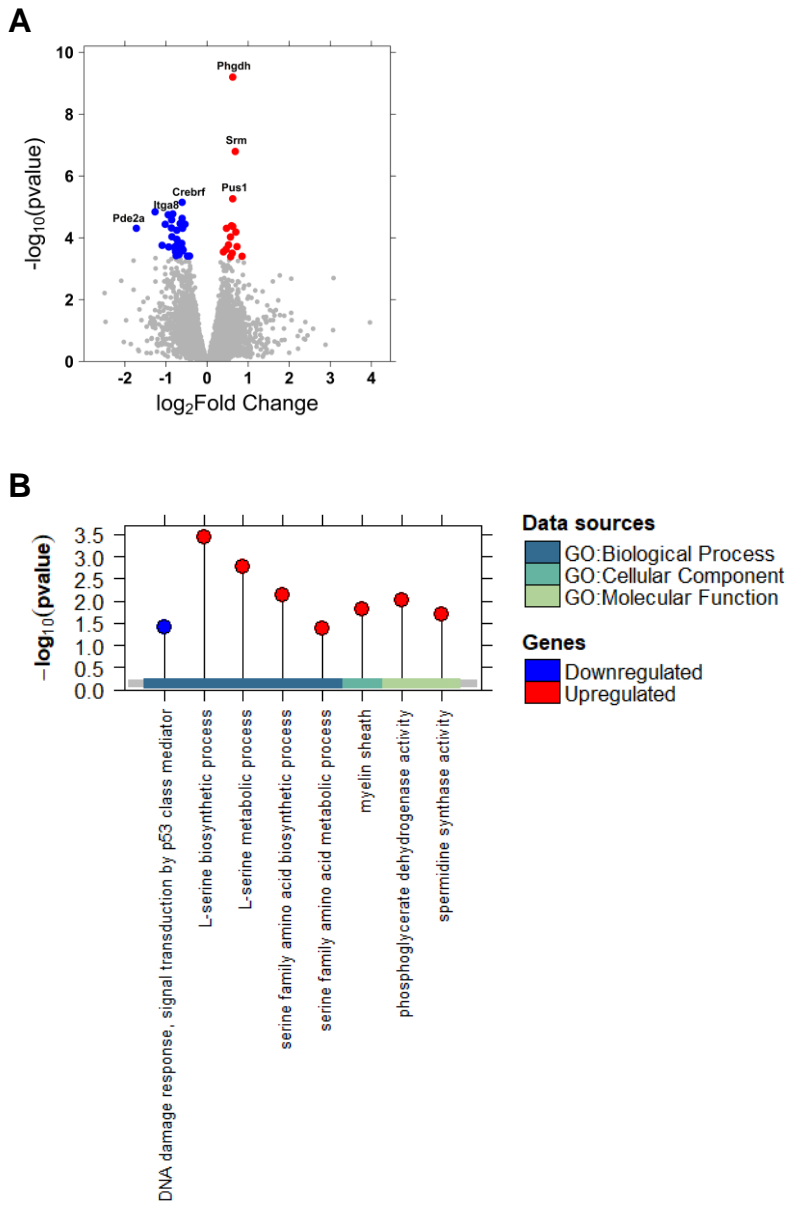 A
10
8
6
4
2
0
-log10(pvalue)
Phgdh
Srm
Pus1
Crebrf
Itga8
Pde2a
-2 -1 0 1 2 3 4
log2Fold Change
B
3.5
3.0
2.5
2.0
1.5
1.0
0.5
0.0
−log10(pvalue)
DNA damage response, signal transduction by p53 class mediator
L-serine biosynthetic process
L-serine metabolic process
serine family amino acid biosynthetic process
serine family amino acid metabolic process
myelin sheath
phosphoglycerate dehydrogenase activity
spermidine synthase activity
Data sources
GO:Biological Process
GO:Cellular Component
GO:Molecular Function
Genes
Downregulated
Upregulated